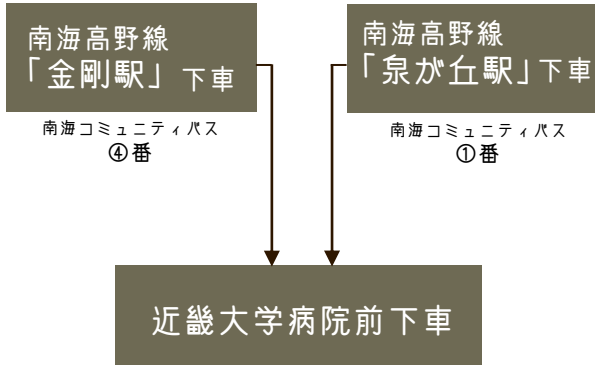 南海高野線
「金剛駅」下車
南海コミュニティバス
④番
南海高野線
「泉が丘駅」下車
南海コミュニティバス
①番
近畿大学病院前下車